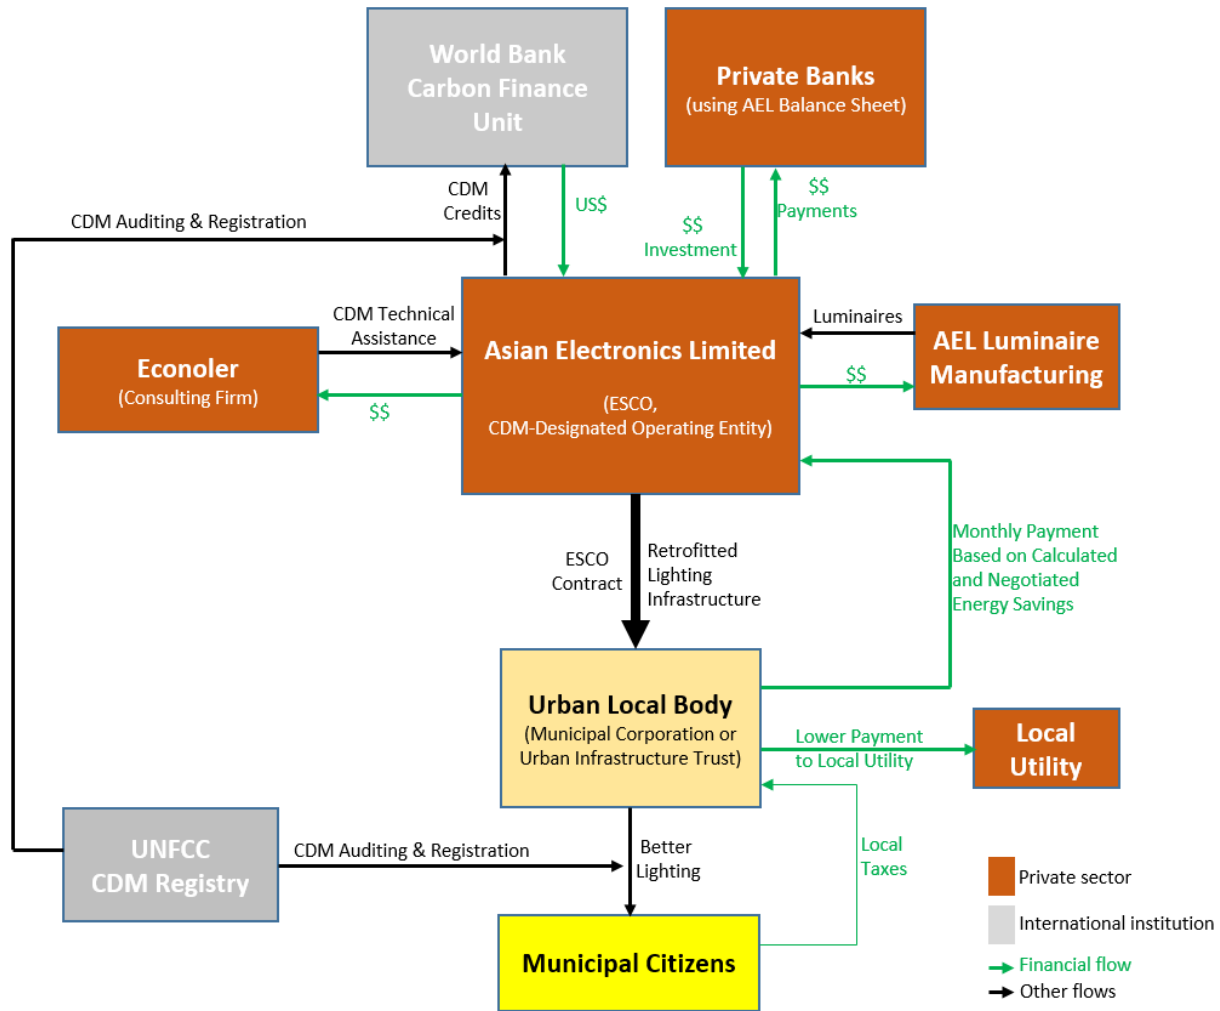 World Bank
Carbon Finance
Unit
Private Banks
(using AEL Balance Sheet)
CDM
Credits
US$
$$
Investment
$$
Payments
CDM Auditing & Registration
CDM Technical
Assistance
Econoler
(Consulting Firm)
$$
Asian Electronics Limited
(ESCO,
CDM-Designated Operating Entity)
Luminaires
$$
AEL Luminaire
Manufacturing
ESCO
Contract
Retrofitted
Lighting
Infrastructure
Monthly Payment
Based on Calculated
and Negotiated
Energy Savings
Urban Local Body
(Municipal Corporation or
Urban Infrastructure Trust)
Lower Payment
to Local Utility
Local
Utility
UNFCC
CDM Registry
CDM Auditing & Registration
Better
Lighting
Local
Taxes
Municipal Citizens
Private sector
International institution
Financial flow
Other flows